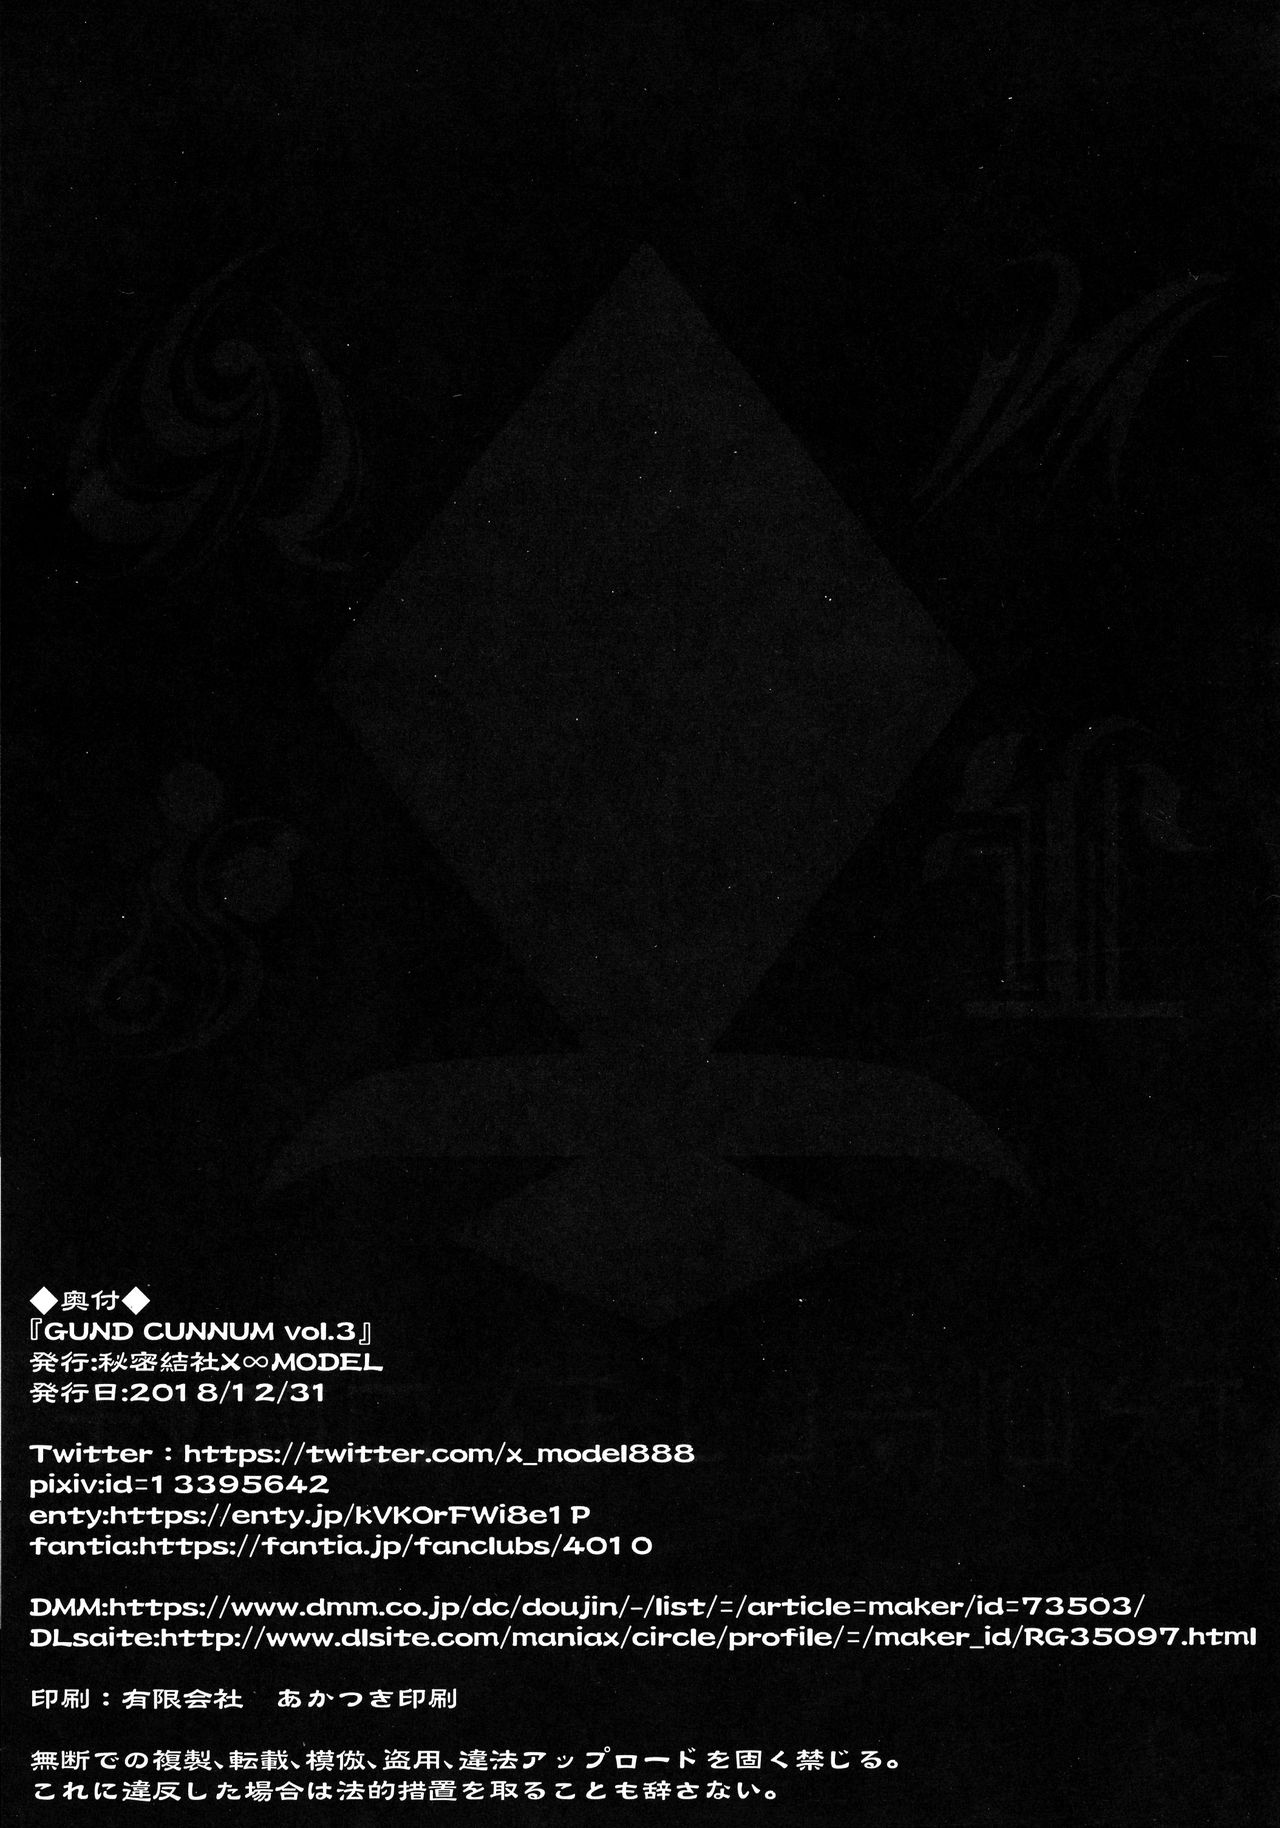 ◆奥付◆
『GUND CUNNUM vol.3』
発行:秘密結社X∞MODEL
発行日:2018/12/31
Twitter：https://twitter.com/x_model888
pixiv:id=13395642
enty:https://enty.jp/kVK0rFWi8e1P
fantia:https://fantia.jp/fanclubs/4010
DMM:https://www.dmm.co.jp/dc/doujin/-/list/=/article=maker/id=73503/
DLsaite:http://www.dlsite.com/maniax/circle/profile/=/maker_id/RG35097.html
印刷：有限会社　あかつき印刷
無断での複製、転載、模倣、盗用、違法アップロードを固く禁じる。
これに違反した場合は法的措置を取ることも辞さない。